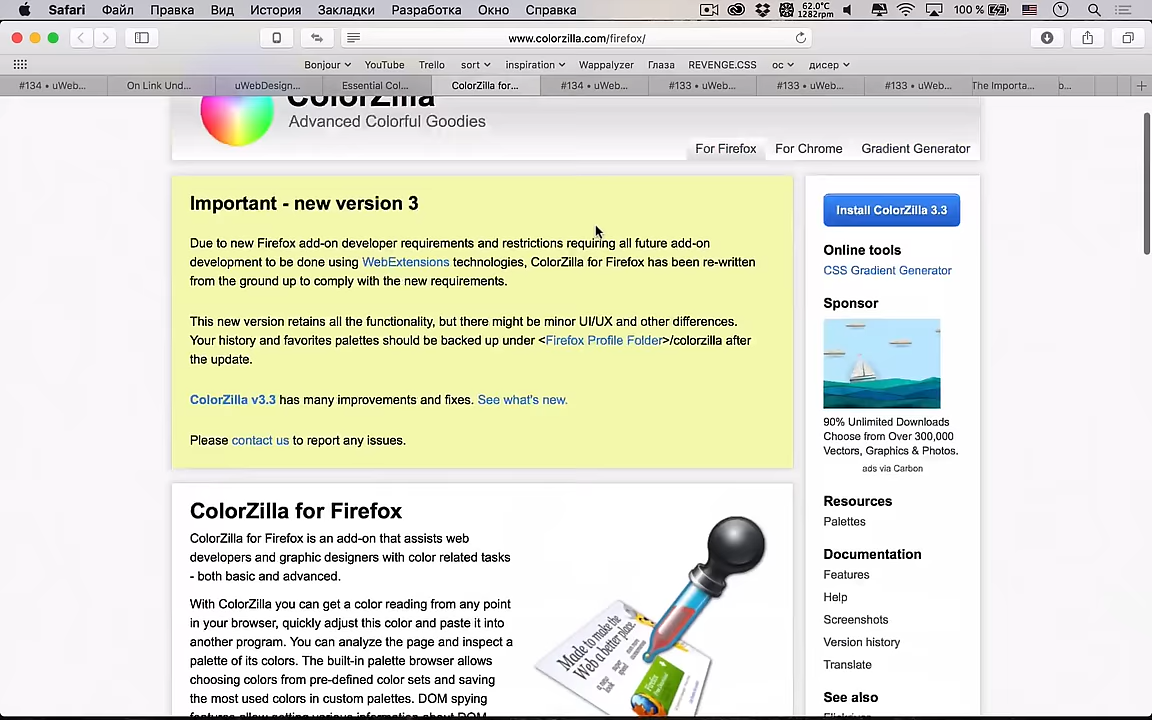 Safari Файл Правка Вид История Закладки Разработка Окно Справка 62.0°C 1282rpm 100 %
www.colorzilla.com/firefox/
Bonjour YouTube Trello sort inspiration Wappalyzer Глаза REVENGE.CSS ос дисер
#134 • uWeb... On Link Und... uWebDesign... Essential Col... ColorZilla for... #134 • uWeb... #133 • uWeb... #133 • uWeb... #133 • uWeb... The Importa... b...
ColorZilla
Advanced Colorful Goodies
For Firefox For Chrome Gradient Generator
Important - new version 3
Due to new Firefox add-on developer requirements and restrictions requiring all future add-on
development to be done using WebExtensions technologies, ColorZilla for Firefox has been re-written
from the ground up to comply with the new requirements.
This new version retains all the functionality, but there might be minor UI/UX and other differences.
Your history and favorites palettes should be backed up under <Firefox Profile Folder>/colorzilla after
the update.
ColorZilla v3.3 has many improvements and fixes. See what's new.
Please contact us to report any issues.
ColorZilla for Firefox
ColorZilla for Firefox is an add-on that assists web
developers and graphic designers with color related tasks
- both basic and advanced.
With ColorZilla you can get a color reading from any point
in your browser, quickly adjust this color and paste it into
another program. You can analyze the page and inspect a
palette of its colors. The built-in palette browser allows
choosing colors from pre-defined color sets and saving
the most used colors in custom palettes. DOM spying
features allow getting various information about DOM
Made to make the
Web a better place.
Install ColorZilla 3.3
Online tools
CSS Gradient Generator
Sponsor
90% Unlimited Downloads
Choose from Over 300,000
Vectors, Graphics & Photos.
ads via Carbon
Resources
Palettes
Documentation
Features
Help
Screenshots
Version history
Translate
See also